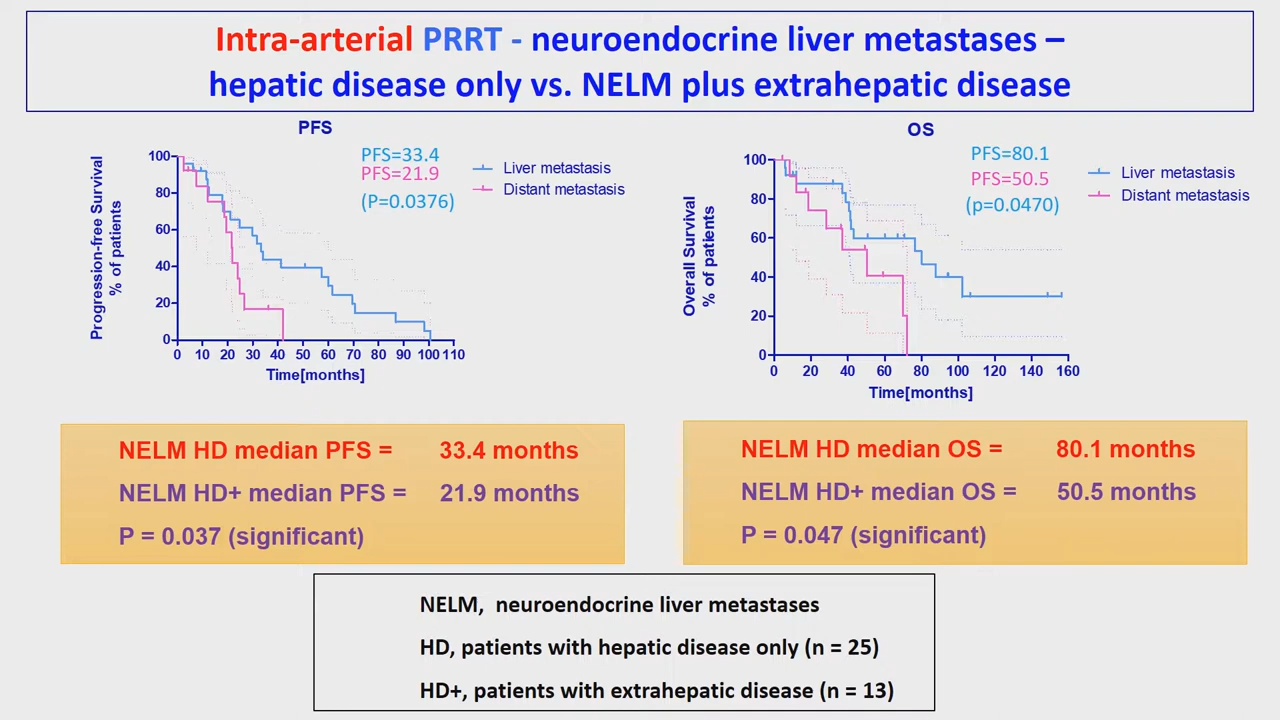 Intra-arterial PRRT - neuroendocrine liver metastases –
hepatic disease only vs. NELM plus extrahepatic disease
PFS
Progression-free Survival
% of patients
100
80
60
40
20
0
0 10 20 30 40 50 60 70 80 90 100 110
Time[months]
PFS=33.4
PFS=21.9
(P=0.0376)
Liver metastasis
Distant metastasis
OS
Overall Survival
% of patients
100
80
60
40
20
0
0 20 40 60 80 100 120 140 160
Time[months]
PFS=80.1
PFS=50.5
(p=0.0470)
Liver metastasis
Distant metastasis
NELM HD median PFS = 33.4 months
NELM HD+ median PFS = 21.9 months
P = 0.037 (significant)
NELM HD median OS = 80.1 months
NELM HD+ median OS = 50.5 months
P = 0.047 (significant)
NELM, neuroendocrine liver metastases
HD, patients with hepatic disease only (n = 25)
HD+, patients with extrahepatic disease (n = 13)